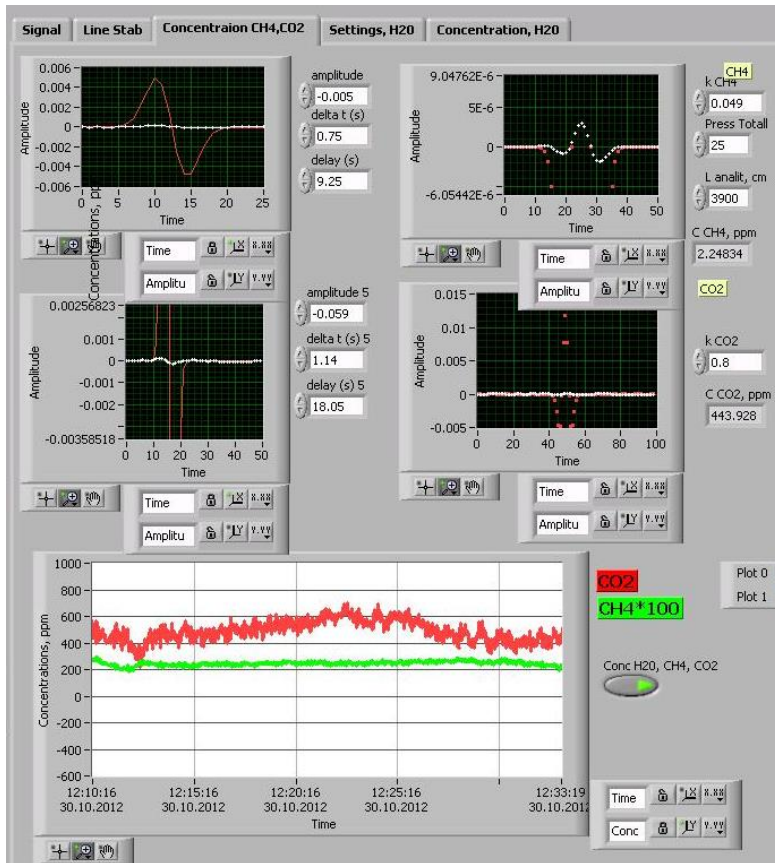 Signal Line Stab Concentraion CH4,CO2 Settings, H20 Concentration, H20
Amplitude
0.006
0.004
0.002
0
-0.002
-0.004
-0.006
0 5 10 15 20 25
Time
Concentrations, pp
Time
Amplitu
amplitude
-0.005
delta t (s)
0.75
delay (s)
9.25
Amplitude
9.04762E-6
5E-6
0
-6.05442E-6
0 10 20 30 40 50
Time
Time
Amplitu
CH4
k CH4
0.049
Press Totall
25
L analit, cm
3900
C CH4, ppm
2.24834
Amplitude
0.00256823
0.001
0
-0.001
-0.002
-0.00358518
0 10 20 30 40 50
Time
Time
Amplitu
amplitude 5
-0.059
delta t (s) 5
1.14
delay (s) 5
18.05
Amplitude
0.015
0.01
0.005
0
-0.005
0 20 40 60 80 100
Time
Time
Amplitu
CO2
k CO2
0.8
C CO2, ppm
443.928
Concentrations, ppm
1000
800
600
400
200
0
-200
-400
-600
12:10:16 12:15:16 12:20:16 12:25:16 12:33:19
30.10.2012 30.10.2012 30.10.2012 30.10.2012 30.10.201
Time
CO2
CH4*100
Plot 0
Plot 1
Conc H20, CH4, CO2
Time
Conc